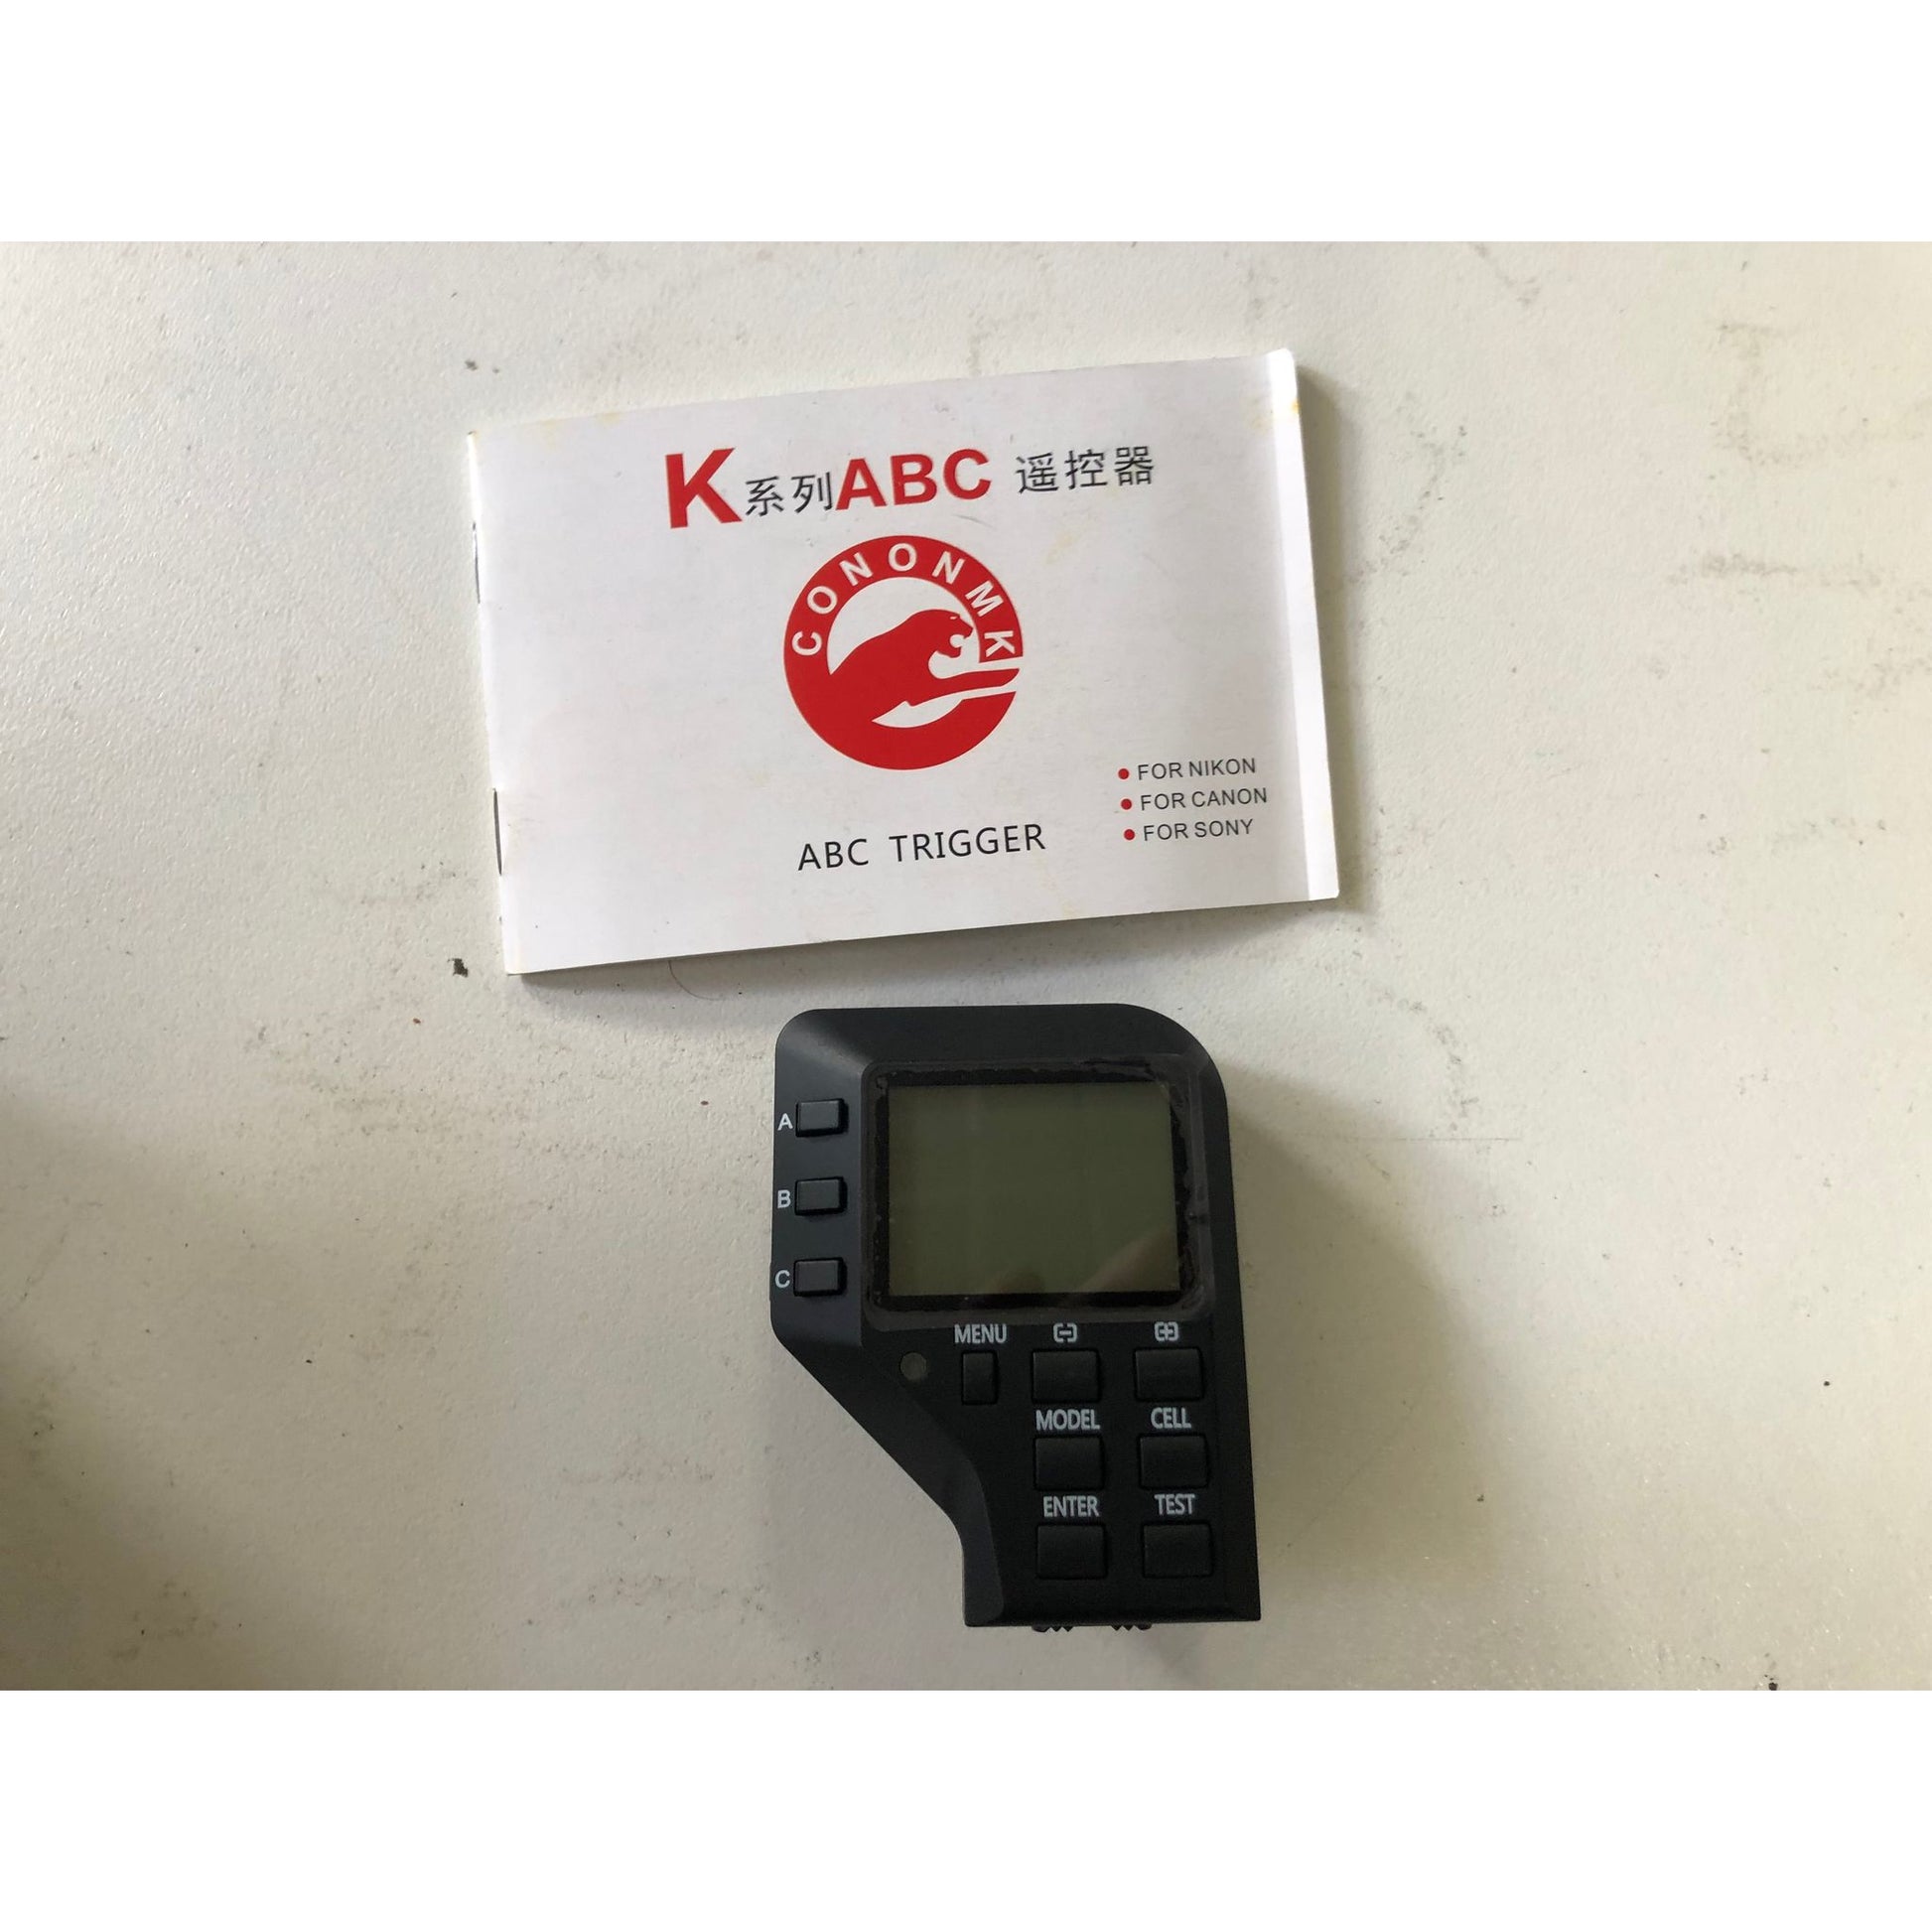 K系列ABC 遥控器
CONONMK
ABC TRIGGER
FOR NIKON
FOR CANON
FOR SONY
A
B
C
MENU [-] [+]
MODEL CELL
ENTER TEST